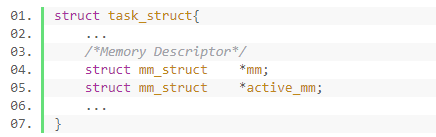 01. struct task_struct{
02.     ...
03.     /*Memory Descriptor*/
04.     struct mm_struct    *mm;
05.     struct mm_struct    *active_mm;
06.     ...
07. }